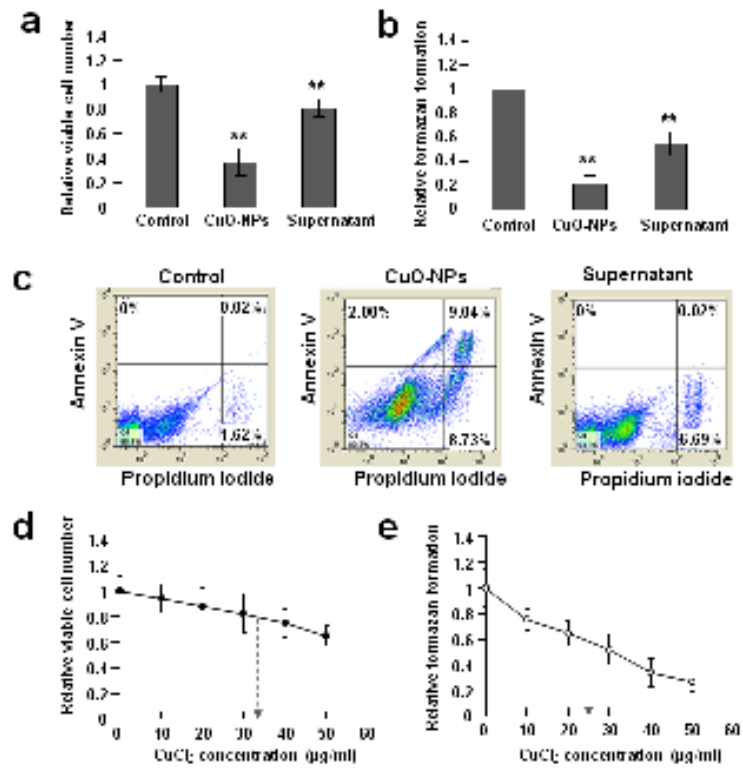 a
Relative viable cell number
1.4
1.2
1
0.8
0.6
0.4
0.2
0
**
**
Control CuO-NPs Supernatant
b
Relative formazan formation
1.4
1.2
1
0.8
0.6
0.4
0.2
0
**
**
Control CuO-NPs Supernatant
c
Control
Annexin V
0% 0.02%
1.62%
Propidium iodide
CuO-NPs
Annexin V
2.00% 9.04%
8.73%
Propidium iodide
Supernatant
Annexin V
0% 0.02%
6.69%
Propidium iodide
d
Relative viable cell number
1.4
1.2
1
0.8
0.6
0.4
0.2
0
0 10 20 30 40 50 60
CuCl2 concentration (µg/ml)
e
Relative formazan formation
1.4
1.2
1
0.8
0.6
0.4
0.2
0
0 10 20 30 40 50 60
CuCl2 concentration (µg/ml)